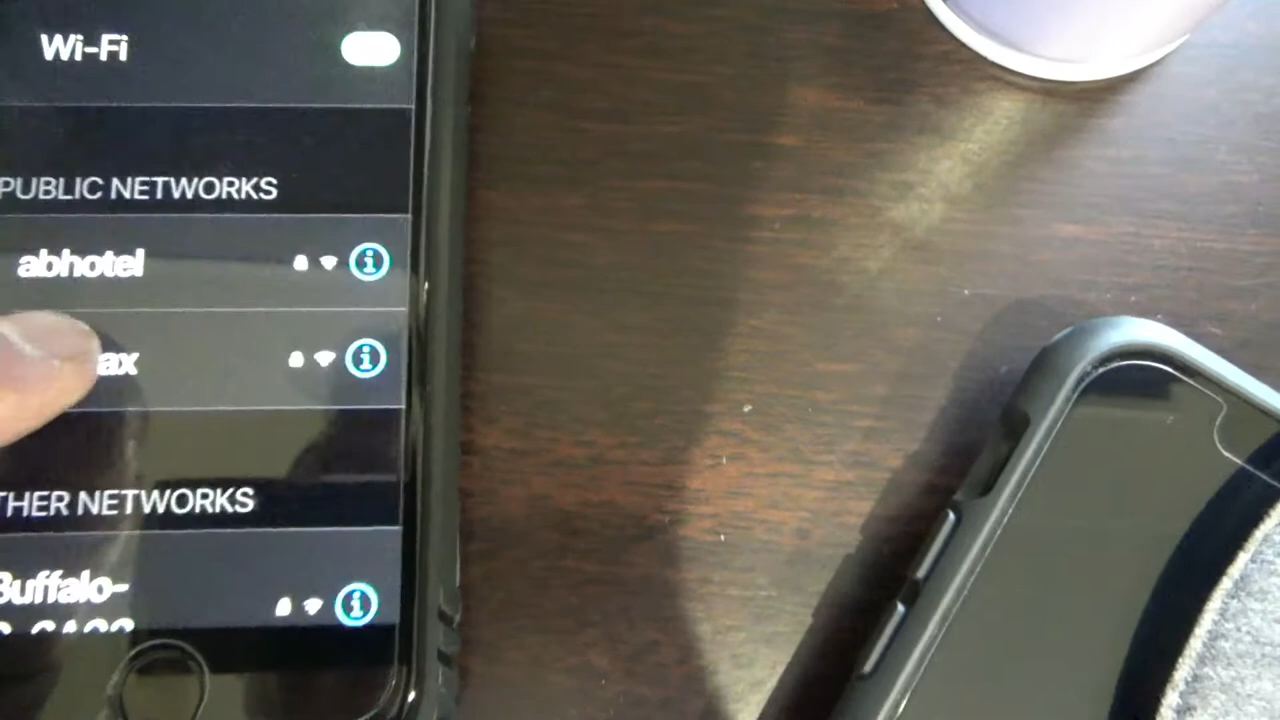 Wi-Fi
PUBLIC NETWORKS
abhotel
ax
THER NETWORKS
Buffalo-